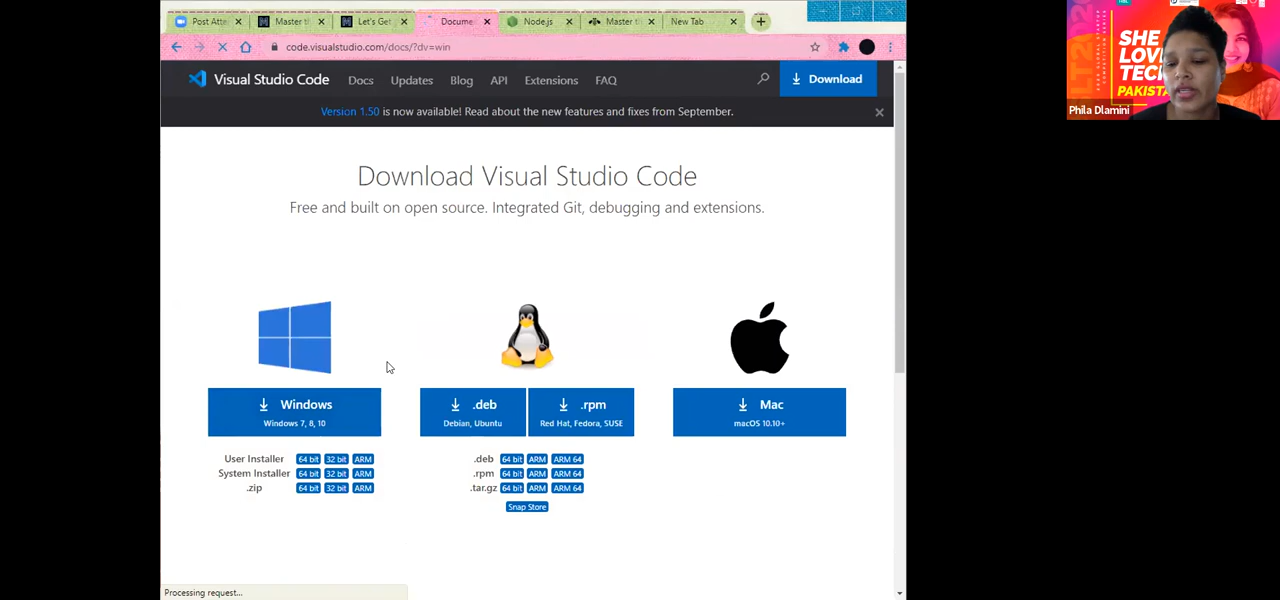 Post Atte
Master th
Let's Get
Docume
Node.js
Master th
New Tab
code.visualstudio.com/docs/?dv=win
Visual Studio Code
Docs
Updates
Blog
API
Extensions
FAQ
Download
Version 1.50 is now available! Read about the new features and fixes from September.
Download Visual Studio Code
Free and built on open source. Integrated Git, debugging and extensions.
Windows
Windows 7, 8, 10
.deb
Debian, Ubuntu
.rpm
Red Hat, Fedora, SUSE
Mac
macOS 10.10+
User Installer 64 bit 32 bit ARM
System Installer 64 bit 32 bit ARM
.zip 64 bit 32 bit ARM
.deb 64 bit ARM ARM 64
.rpm 64 bit ARM ARM 64
.tar.gz 64 bit ARM ARM 64
Snap Store
Processing request...
SHE
LOV
TEC
PAKISTA
Phila Dlamini